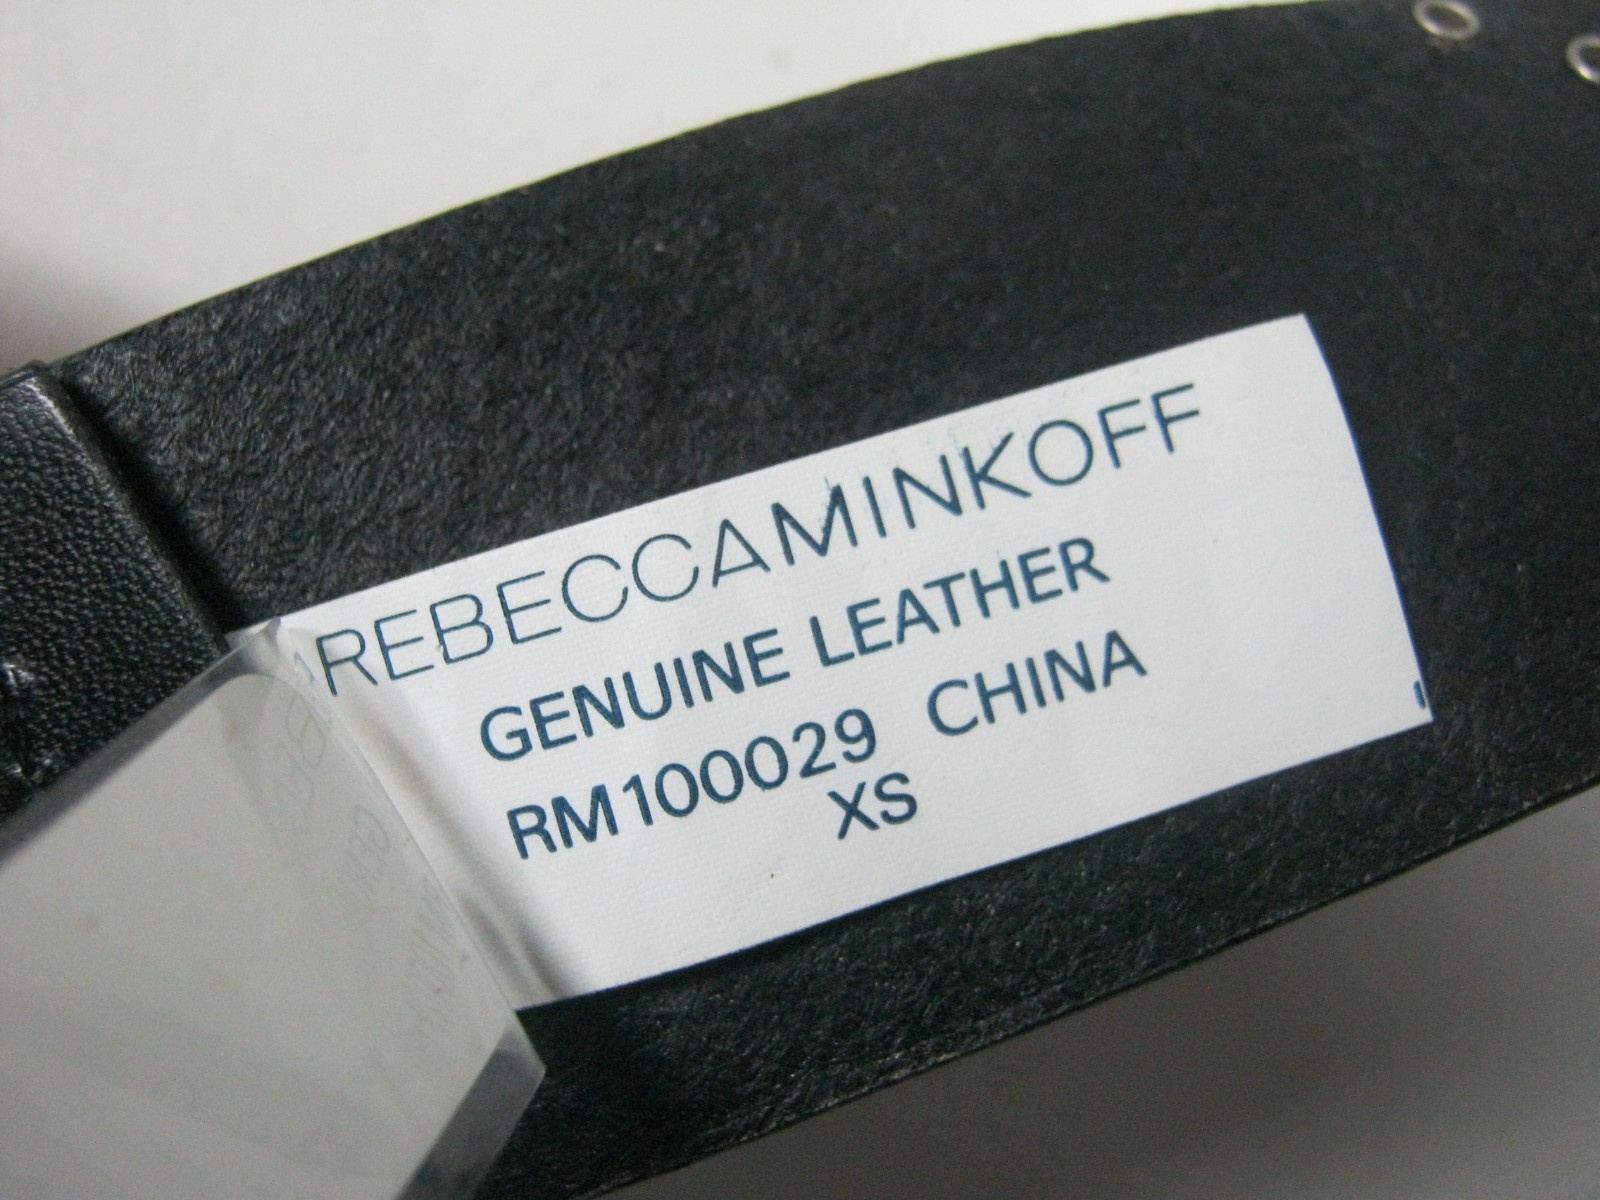 REBECCAMINKOFF
GENUINE LEATHER
RM100029 CHINA
XS